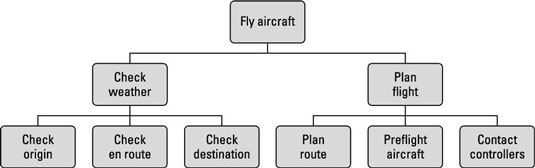 Fly aircraft
Check
weather
Plan
flight
Check
origin
Check
en route
Check
destination
Plan
route
Preflight
aircraft
Contact
controllers